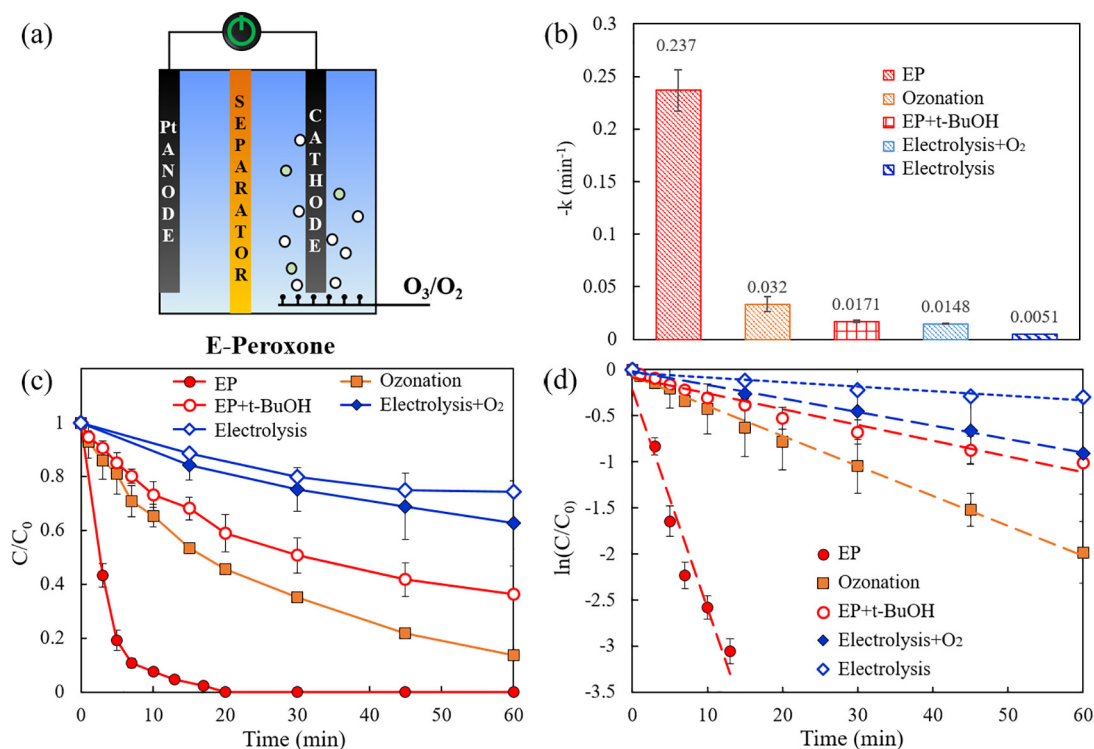 (a)
Pt
ANODE
SEPARATOR
CATHODE
O₃/O₂
E-Peroxone
(b)
0.3
0.25
0.2
0.15
0.1
0.05
0
-k (min⁻¹)
0.237
0.032
0.0171
0.0148
0.0051
EP
Ozonation
EP+t-BuOH
Electrolysis+O₂
Electrolysis
(c)
EP
Ozonation
EP+t-BuOH
Electrolysis+O₂
Electrolysis
1.2
1
0.8
0.6
0.4
0.2
0
C/C₀
0
10
20
30
40
50
60
Time (min)
(d)
0
-0.5
-1
-1.5
-2
-2.5
-3
-3.5
ln(C/C₀)
EP
Ozonation
EP+t-BuOH
Electrolysis+O₂
Electrolysis
0
10
20
30
40
50
60
Time (min)